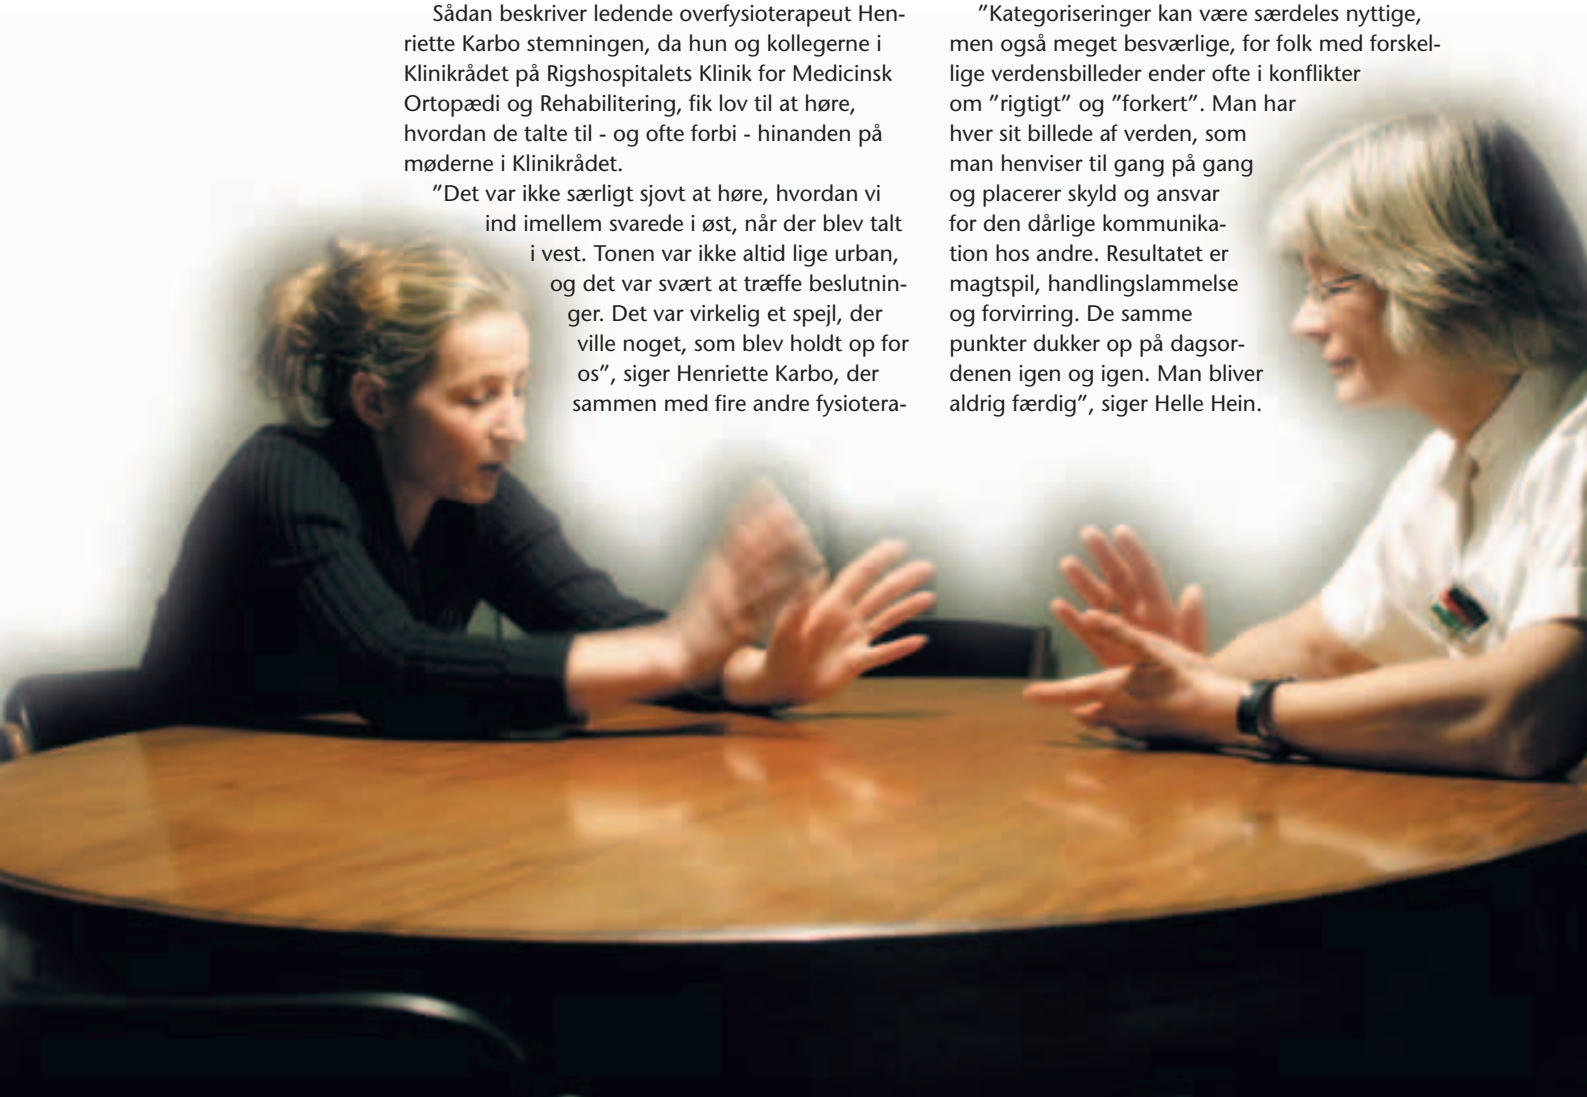 Sådan beskriver ledende overfysioterapeut Hen-
riette Karbo stemningen, da hun og kollegerne i
Klinikrådet på Rigshospitalets Klinik for Medicinsk
Ortopædi og Rehabilitering, fik lov til at høre,
hvordan de talte til - og ofte forbi - hinanden på
møderne i Klinikrådet.
”Det var ikke særligt sjovt at høre, hvordan vi
ind imellem svarede i øst, når der blev talt
i vest. Tonen var ikke altid lige urban,
og det var svært at træffe beslutnin-
ger. Det var virkelig et spejl, der
ville noget, som blev holdt op for
os”, siger Henriette Karbo, der
sammen med fire andre fysiotera-
”Kategoriseringer kan være særdeles nyttige,
men også meget besværlige, for folk med forskel-
lige verdensbilleder ender ofte i konflikter
om ”rigtigt” og ”forkert”. Man har
hver sit billede af verden, som
man henviser til gang på gang
og placerer skyld og ansvar
for den dårlige kommunika-
tion hos andre. Resultatet er
magtspil, handlingslammelse
og forvirring. De samme
punkter dukker op på dagsor-
denen igen og igen. Man bliver
aldrig færdig”, siger Helle Hein.